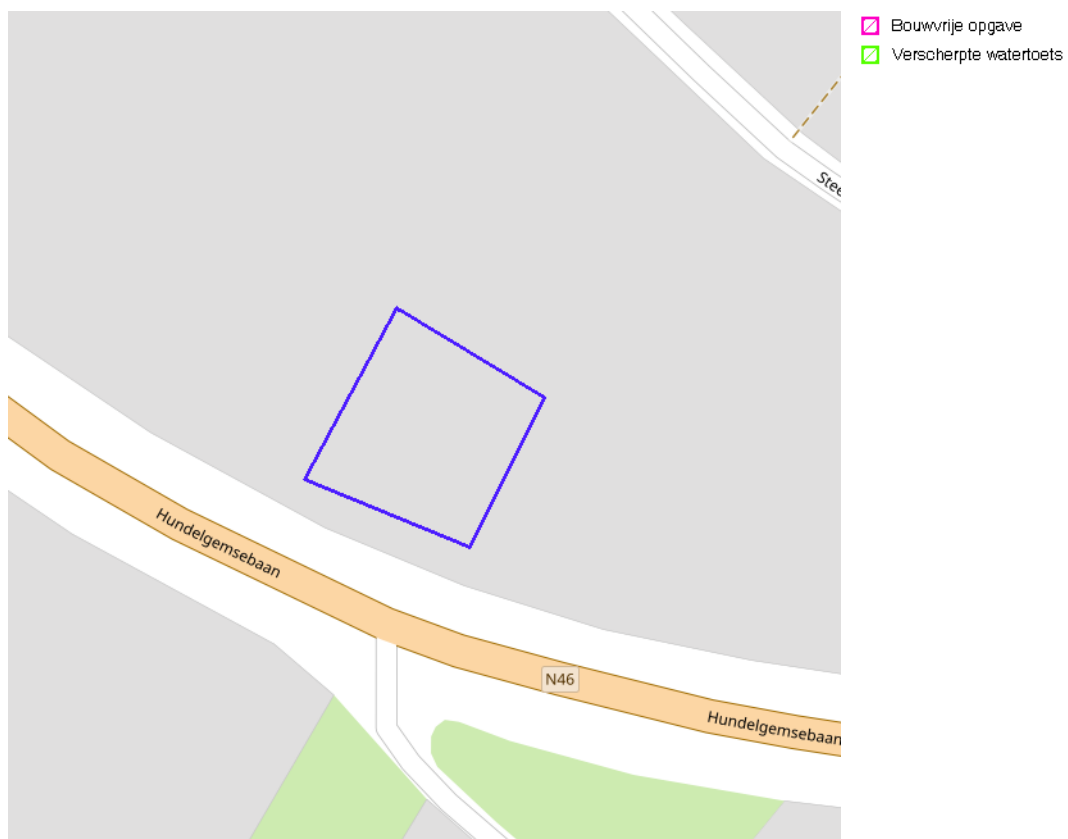 Bouwvrije opgave
Verscherpte watertoets
Hundelgemsebaan
N46
Hundelgemsebaan